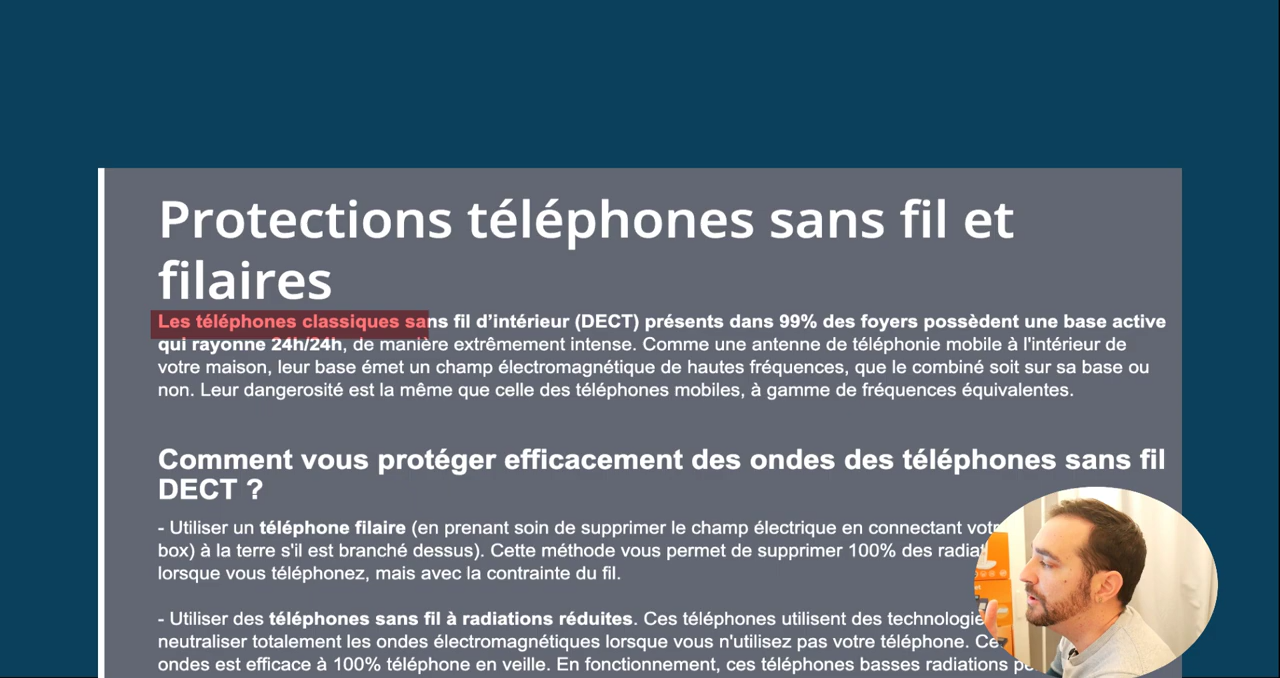 Protections téléphones sans fil et
filaires
Les téléphones classiques sans fil d’intérieur (DECT) présents dans 99% des foyers possèdent une base active
qui rayonne 24h/24h, de manière extrêmement intense. Comme une antenne de téléphonie mobile à l'intérieur de
votre maison, leur base émet un champ électromagnétique de hautes fréquences, que le combiné soit sur sa base ou
non. Leur dangerosité est la même que celle des téléphones mobiles, à gamme de fréquences équivalentes.
Comment vous protéger efficacement des ondes des téléphones sans fil
DECT ?
- Utiliser un téléphone filaire (en prenant soin de supprimer le champ électrique en connectant
box) à la terre s'il est branché dessus). Cette méthode vous permet de supprimer 100% des
lorsque vous téléphonez, mais avec la contrainte du fil.
- Utiliser des téléphones sans fil à radiations réduites. Ces téléphones utilisent des
neutraliser totalement les ondes électromagnétiques lorsque vous n'utilisez pas votre téléphone.
ondes est efficace à 100% téléphone en veille. En fonctionnement, ces téléphones basses radiations